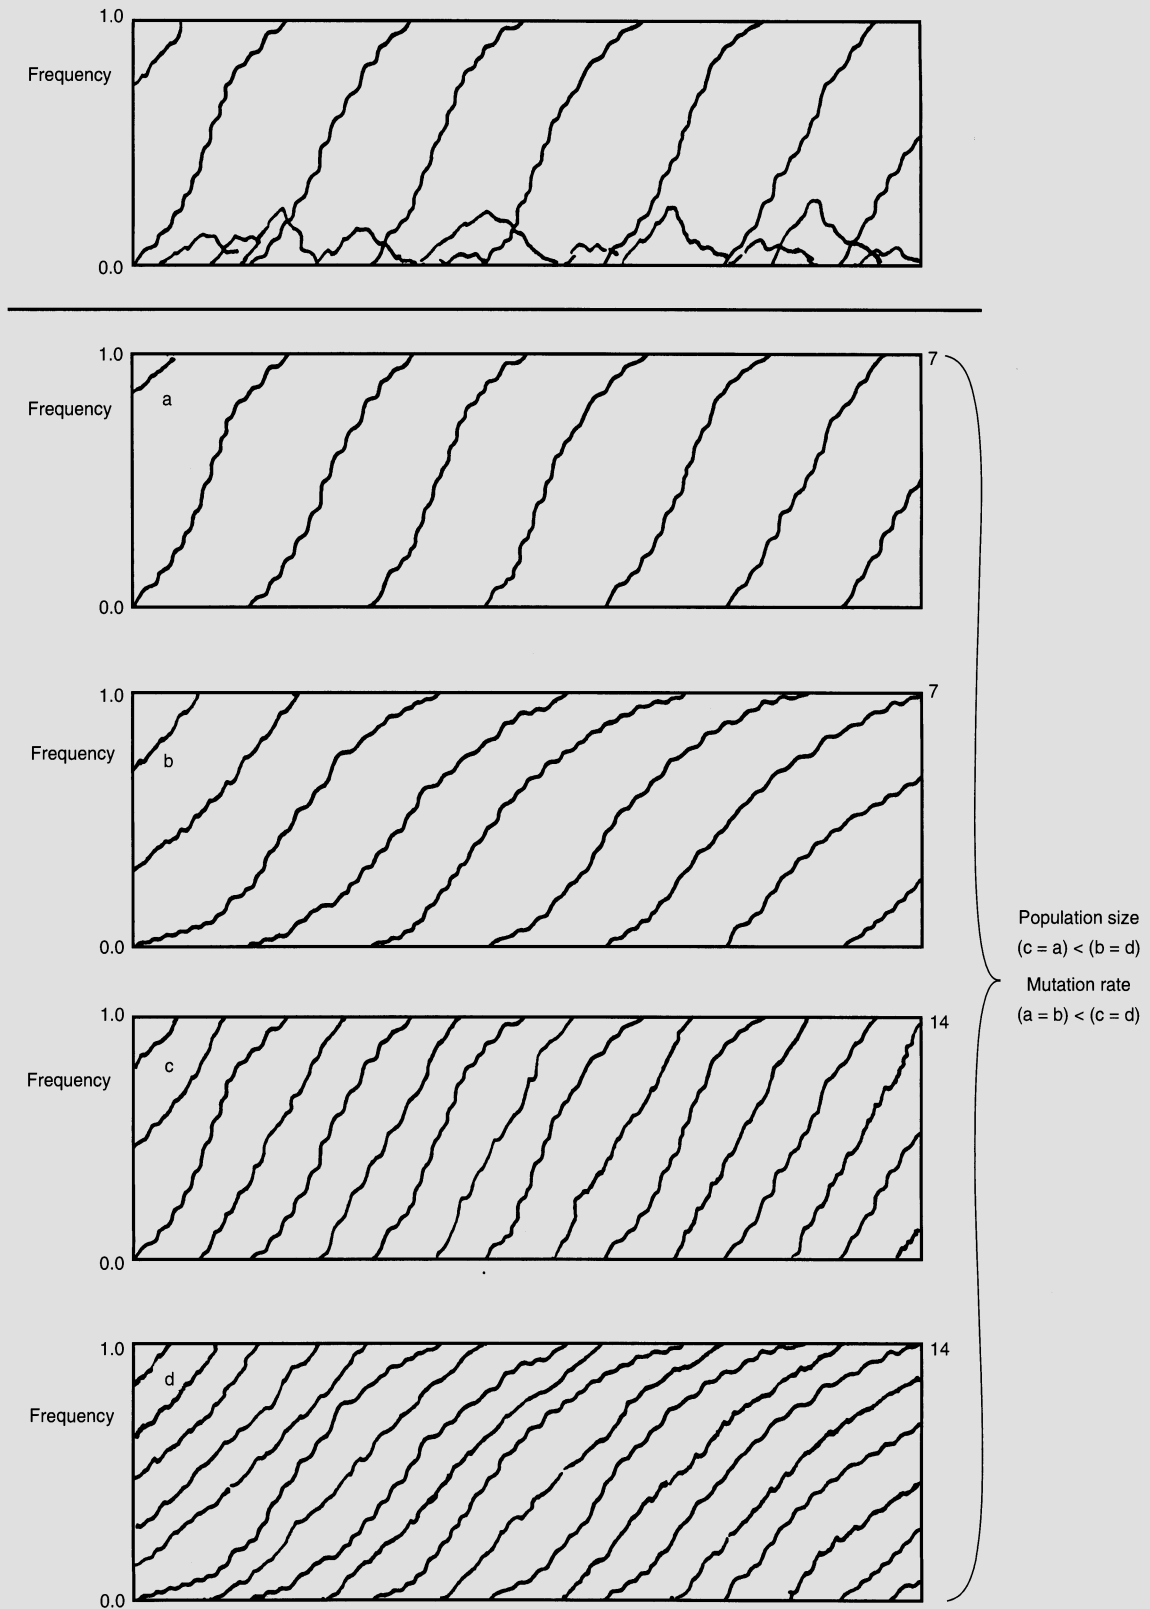 1.0
Frequency
0.0
1.0
7
a
Frequency
0.0
1.0
7
b
Frequency
0.0
Population size
(c = a) < (b = d)
Mutation rate
(a = b) < (c = d)
1.0
14
c
Frequency
0.0
1.0
14
d
Frequency
0.0